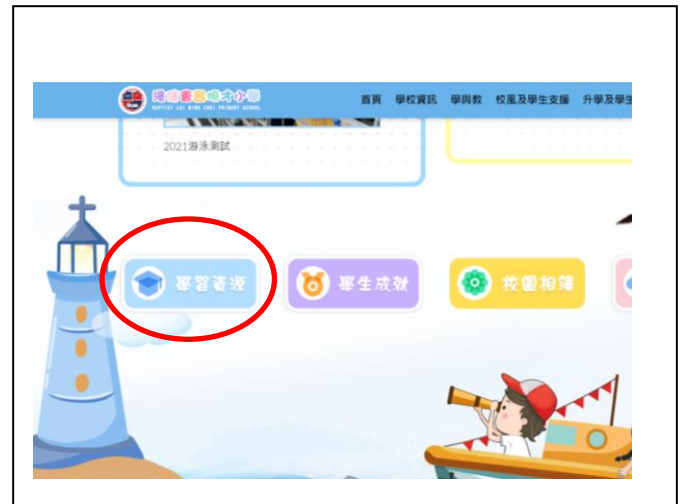 浸信會呂明才小學
BAPTIST LUI MING CHOI PRIMARY SCHOOL
首頁 學校資訊 學與教 校風及學生支援 升學及學生
2021游泳測試
學習資源
學生成就
校園相簿